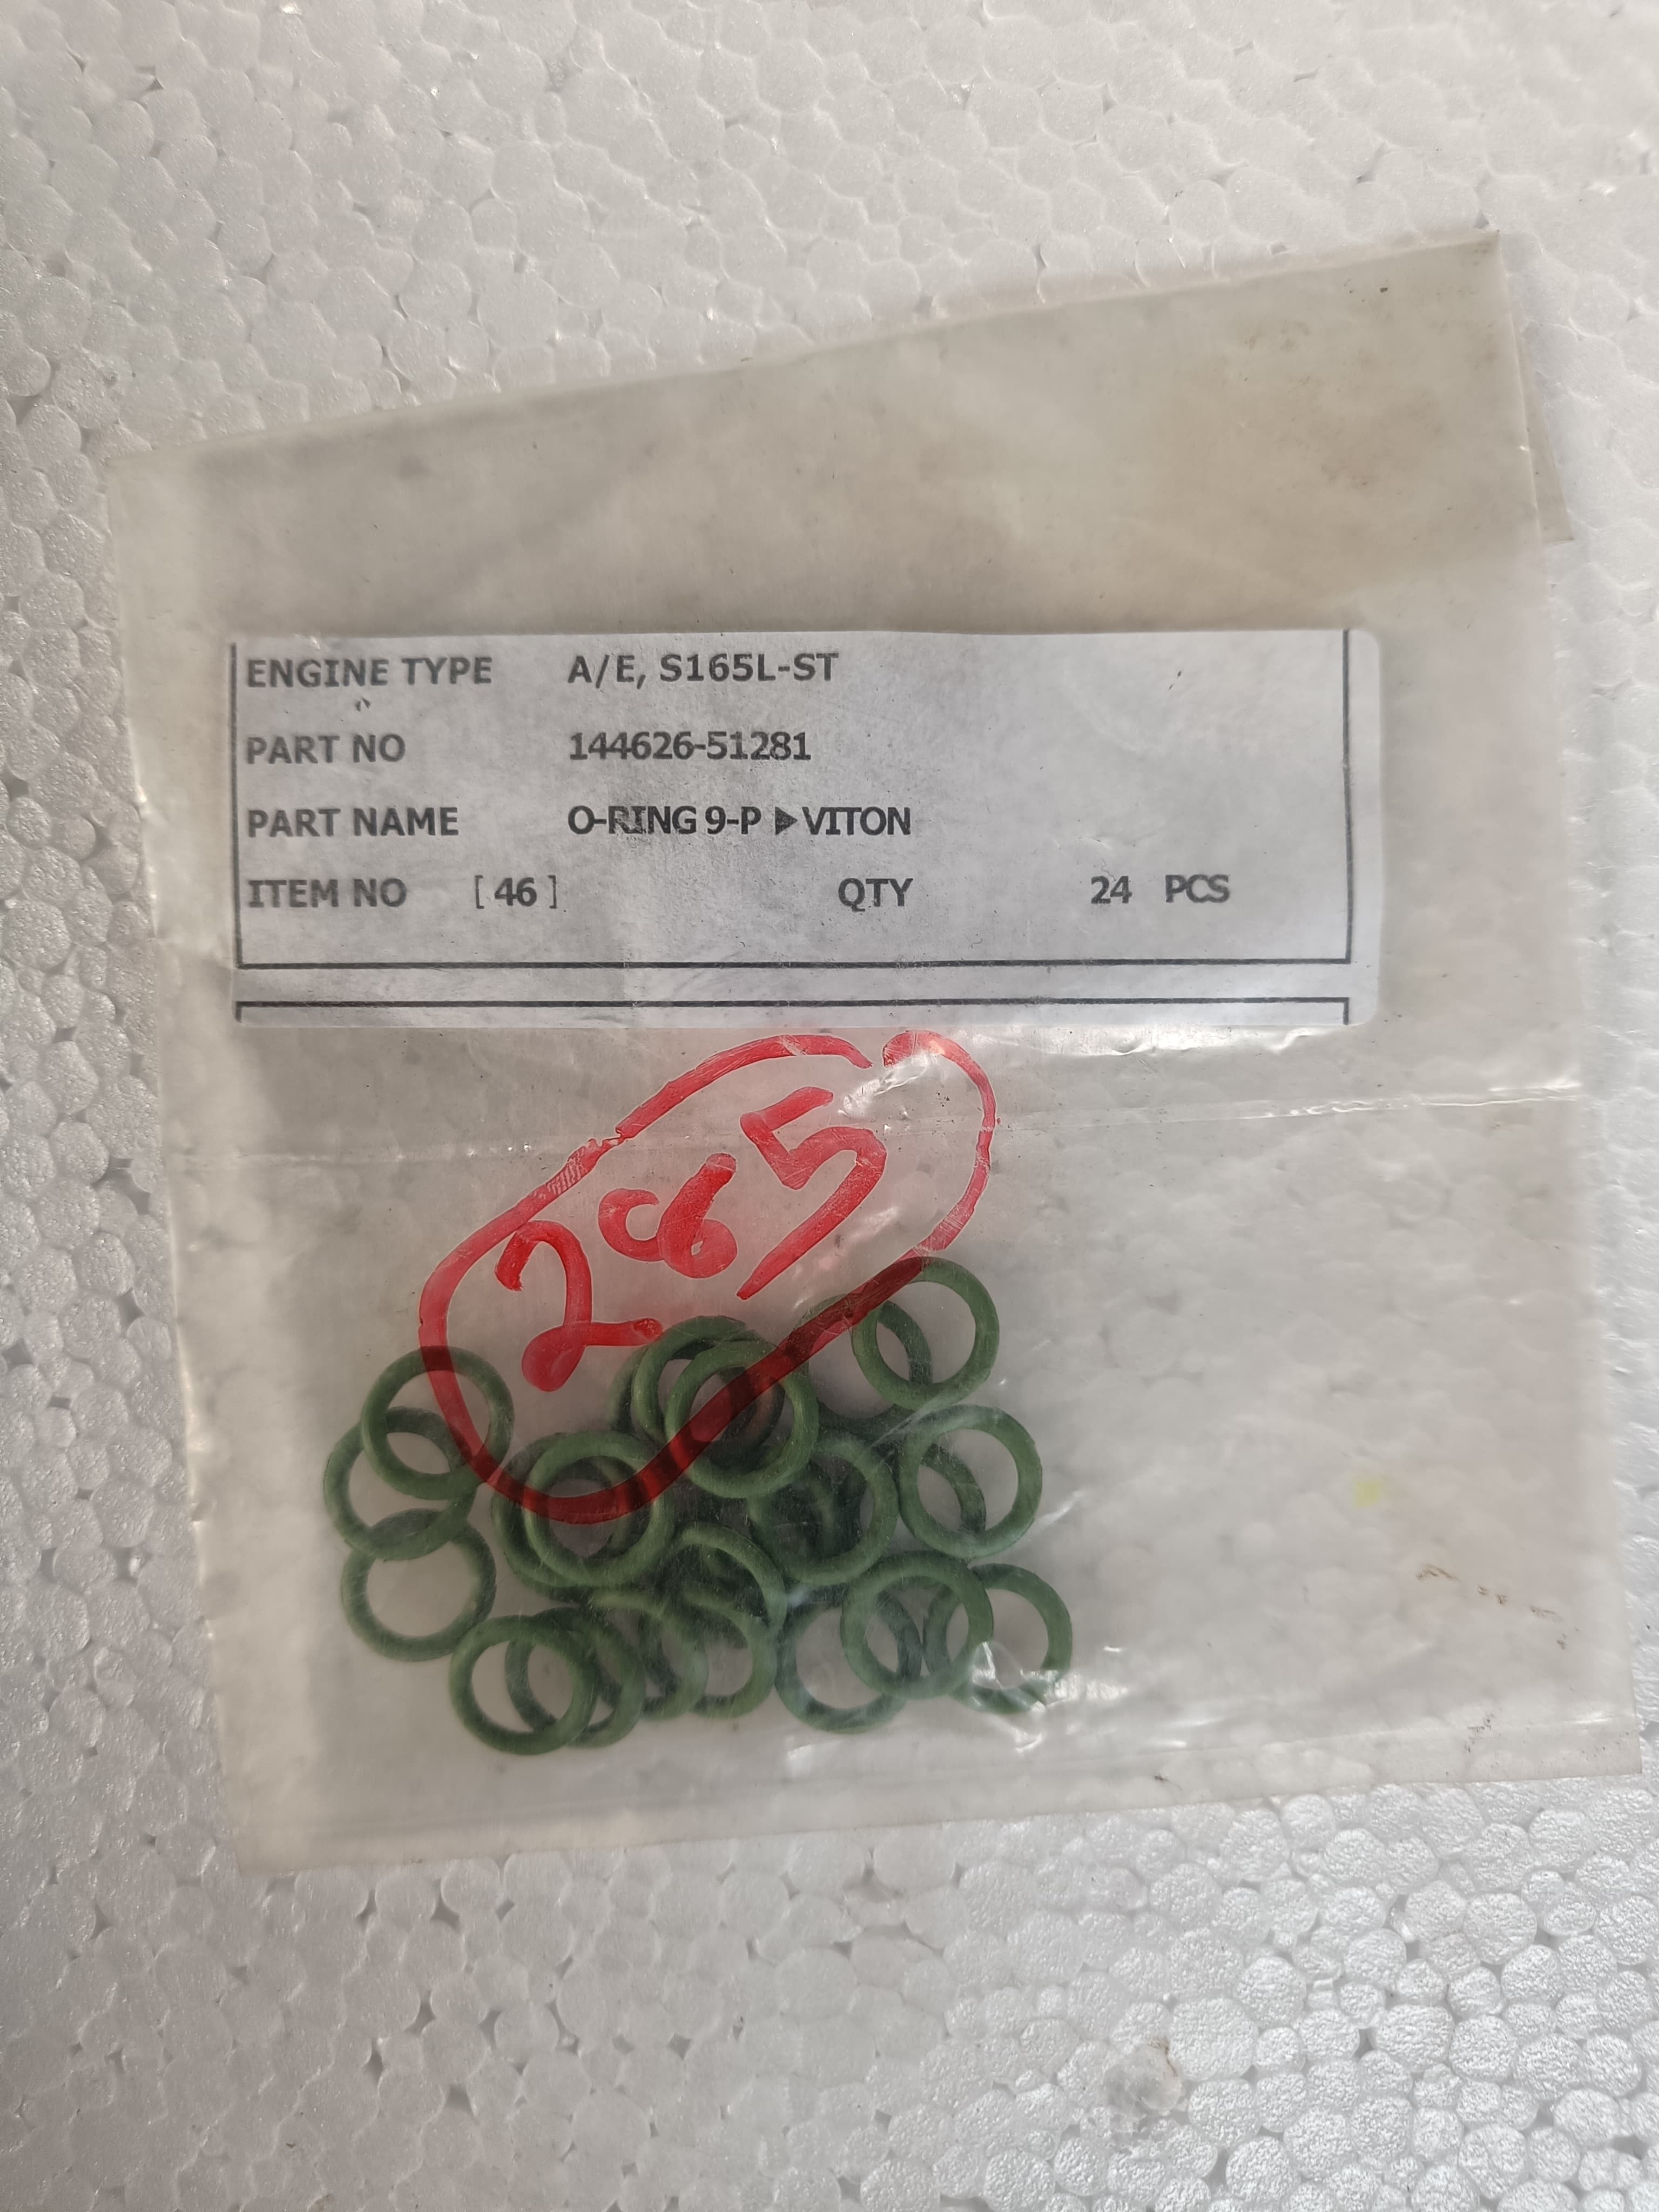 ENGINE TYPE A/E, S165L-ST
PART NO 144626-51281
PART NAME O-RING 9-P ▶VITON
ITEM NO [ 46 ] QTY 24 PCS
265